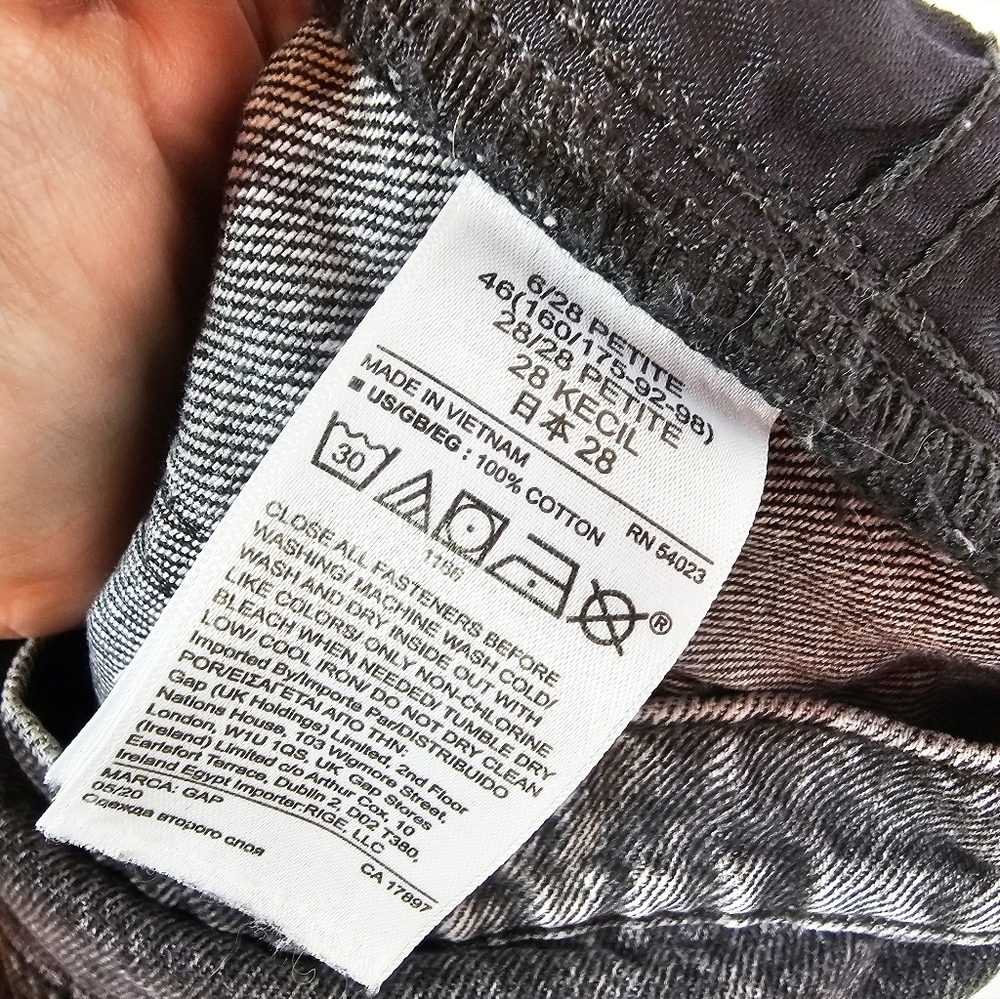 6/28 PETITE
46(160/175-92-98)
28/28 PETITE
28 KECIL
日本 28
MADE IN VIETNAM RN 54023
US/GB/EG : 100% COTTON
30
1166
®
CLOSE ALL FASTENERS BEFORE
WASHING/ MACHINE WASH COLD/
WASH AND DRY INSIDE OUT WITH
LIKE COLORS/ ONLY NON-CHLORINE
BLEACH WHEN NEEDED/ TUMBLE DRY
LOW/ COOL IRON/ DO NOT DRY CLEAN
Imported By/Importe Par/DISTRIBUIDO
POR/ΕΙΣΑΓΕΤΑΙ ΑΠΟ ΤΗΝ:
Gap (UK Holdings) Limited, 2nd Floor
Nations House, 103 Wigmore Street,
London, W1U 1QS, UK Gap Stores
(Ireland) Limited c/o Arthur Cox, 10
Earlsfort Terrace, Dublin 2, D02 T380,
Ireland Egypt Importer:RIGE, LLC
MARCA: GAP CA 17897
05/20
Одежда второго слоя